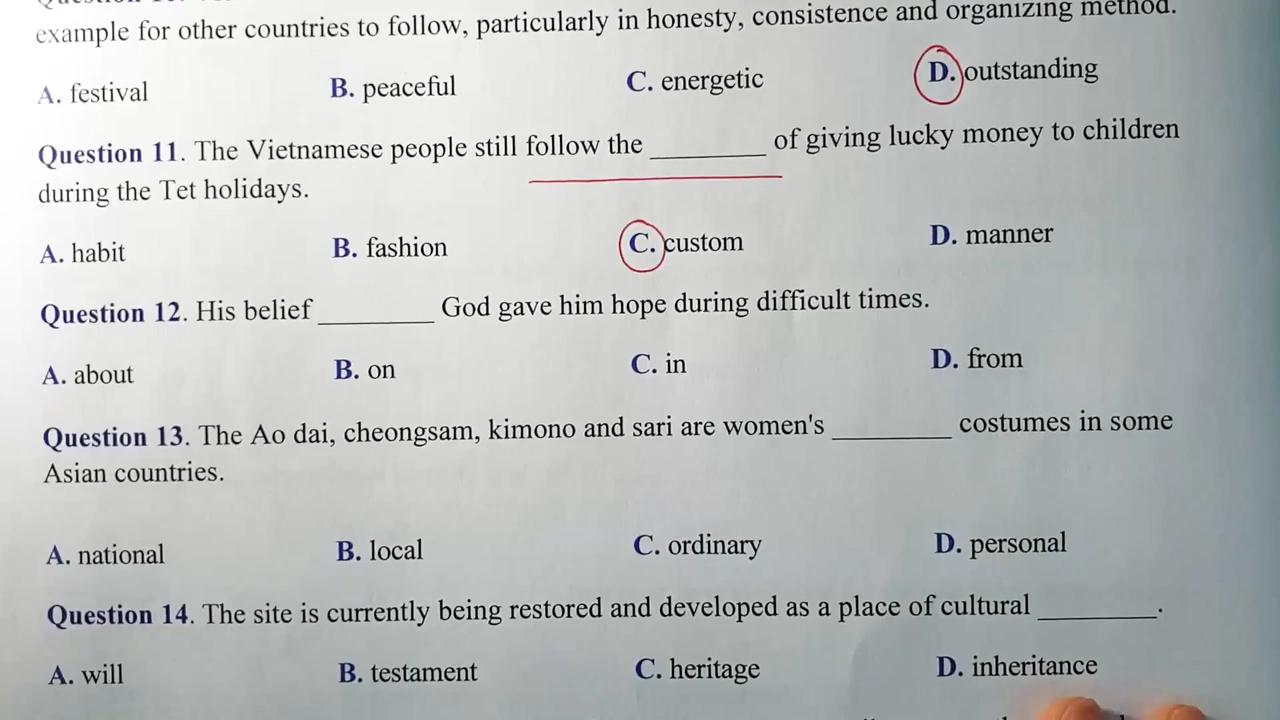 example for other countries to follow, particularly in honesty, consistence and organizing method.
A. festival B. peaceful C. energetic D. outstanding
Question 11. The Vietnamese people still follow the ________ of giving lucky money to children
during the Tet holidays.
A. habit B. fashion C. custom D. manner
Question 12. His belief ________ God gave him hope during difficult times.
A. about B. on C. in D. from
Question 13. The Ao dai, cheongsam, kimono and sari are women's ________ costumes in some
Asian countries.
A. national B. local C. ordinary D. personal
Question 14. The site is currently being restored and developed as a place of cultural ________.
A. will B. testament C. heritage D. inheritance